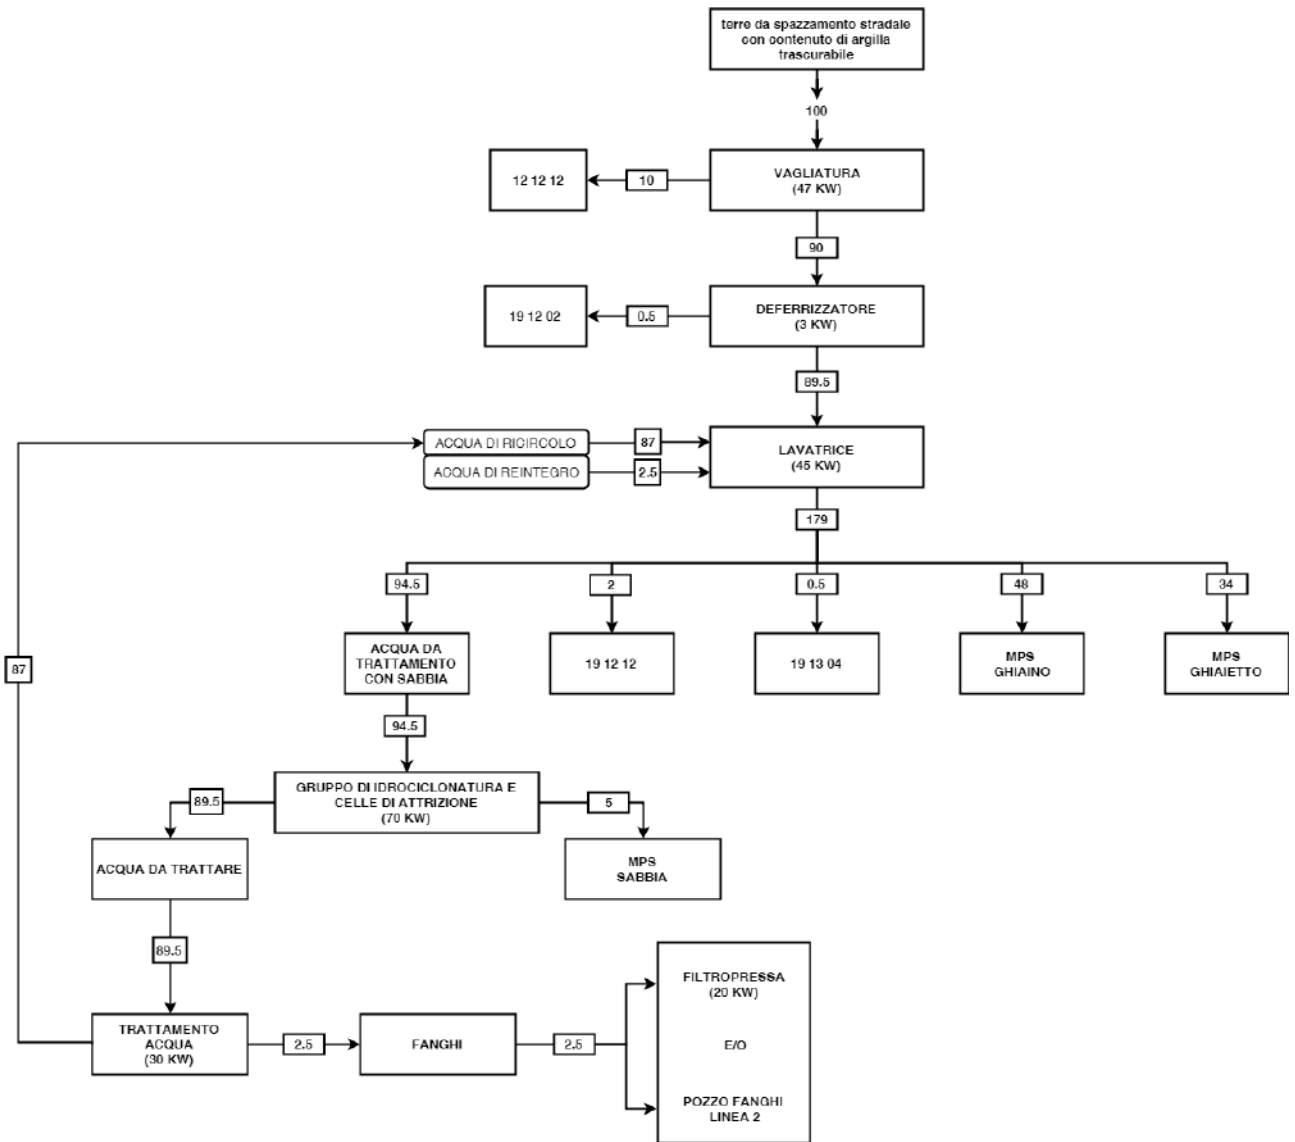 terre da spazzamento stradale
con contenuto di argilla
trascurabile
100
VAGLIATURA
(47 KW)
10
12 12 12
90
DEFERRIZZATORE
(3 KW)
0.5
19 12 02
89.5
ACQUA DI RICIRCOLO
87
ACQUA DI REINTEGRO
2.5
LAVATRICE
(45 KW)
179
94.5
2
0.5
48
34
ACQUA DA
TRATTAMENTO
CON SABBIA
19 12 12
19 13 04
MPS
GHIAINO
MPS
GHIAIETTO
87
94.5
GRUPPO DI IDROCICLONATURA E
CELLE DI ATTRIZIONE
(70 KW)
89.5
5
ACQUA DA TRATTARE
MPS
SABBIA
89.5
TRATTAMENTO
ACQUA
(30 KW)
2.5
FANGHI
2.5
FILTROPRESSA
(20 KW)
E/O
POZZO FANGHI
LINEA 2